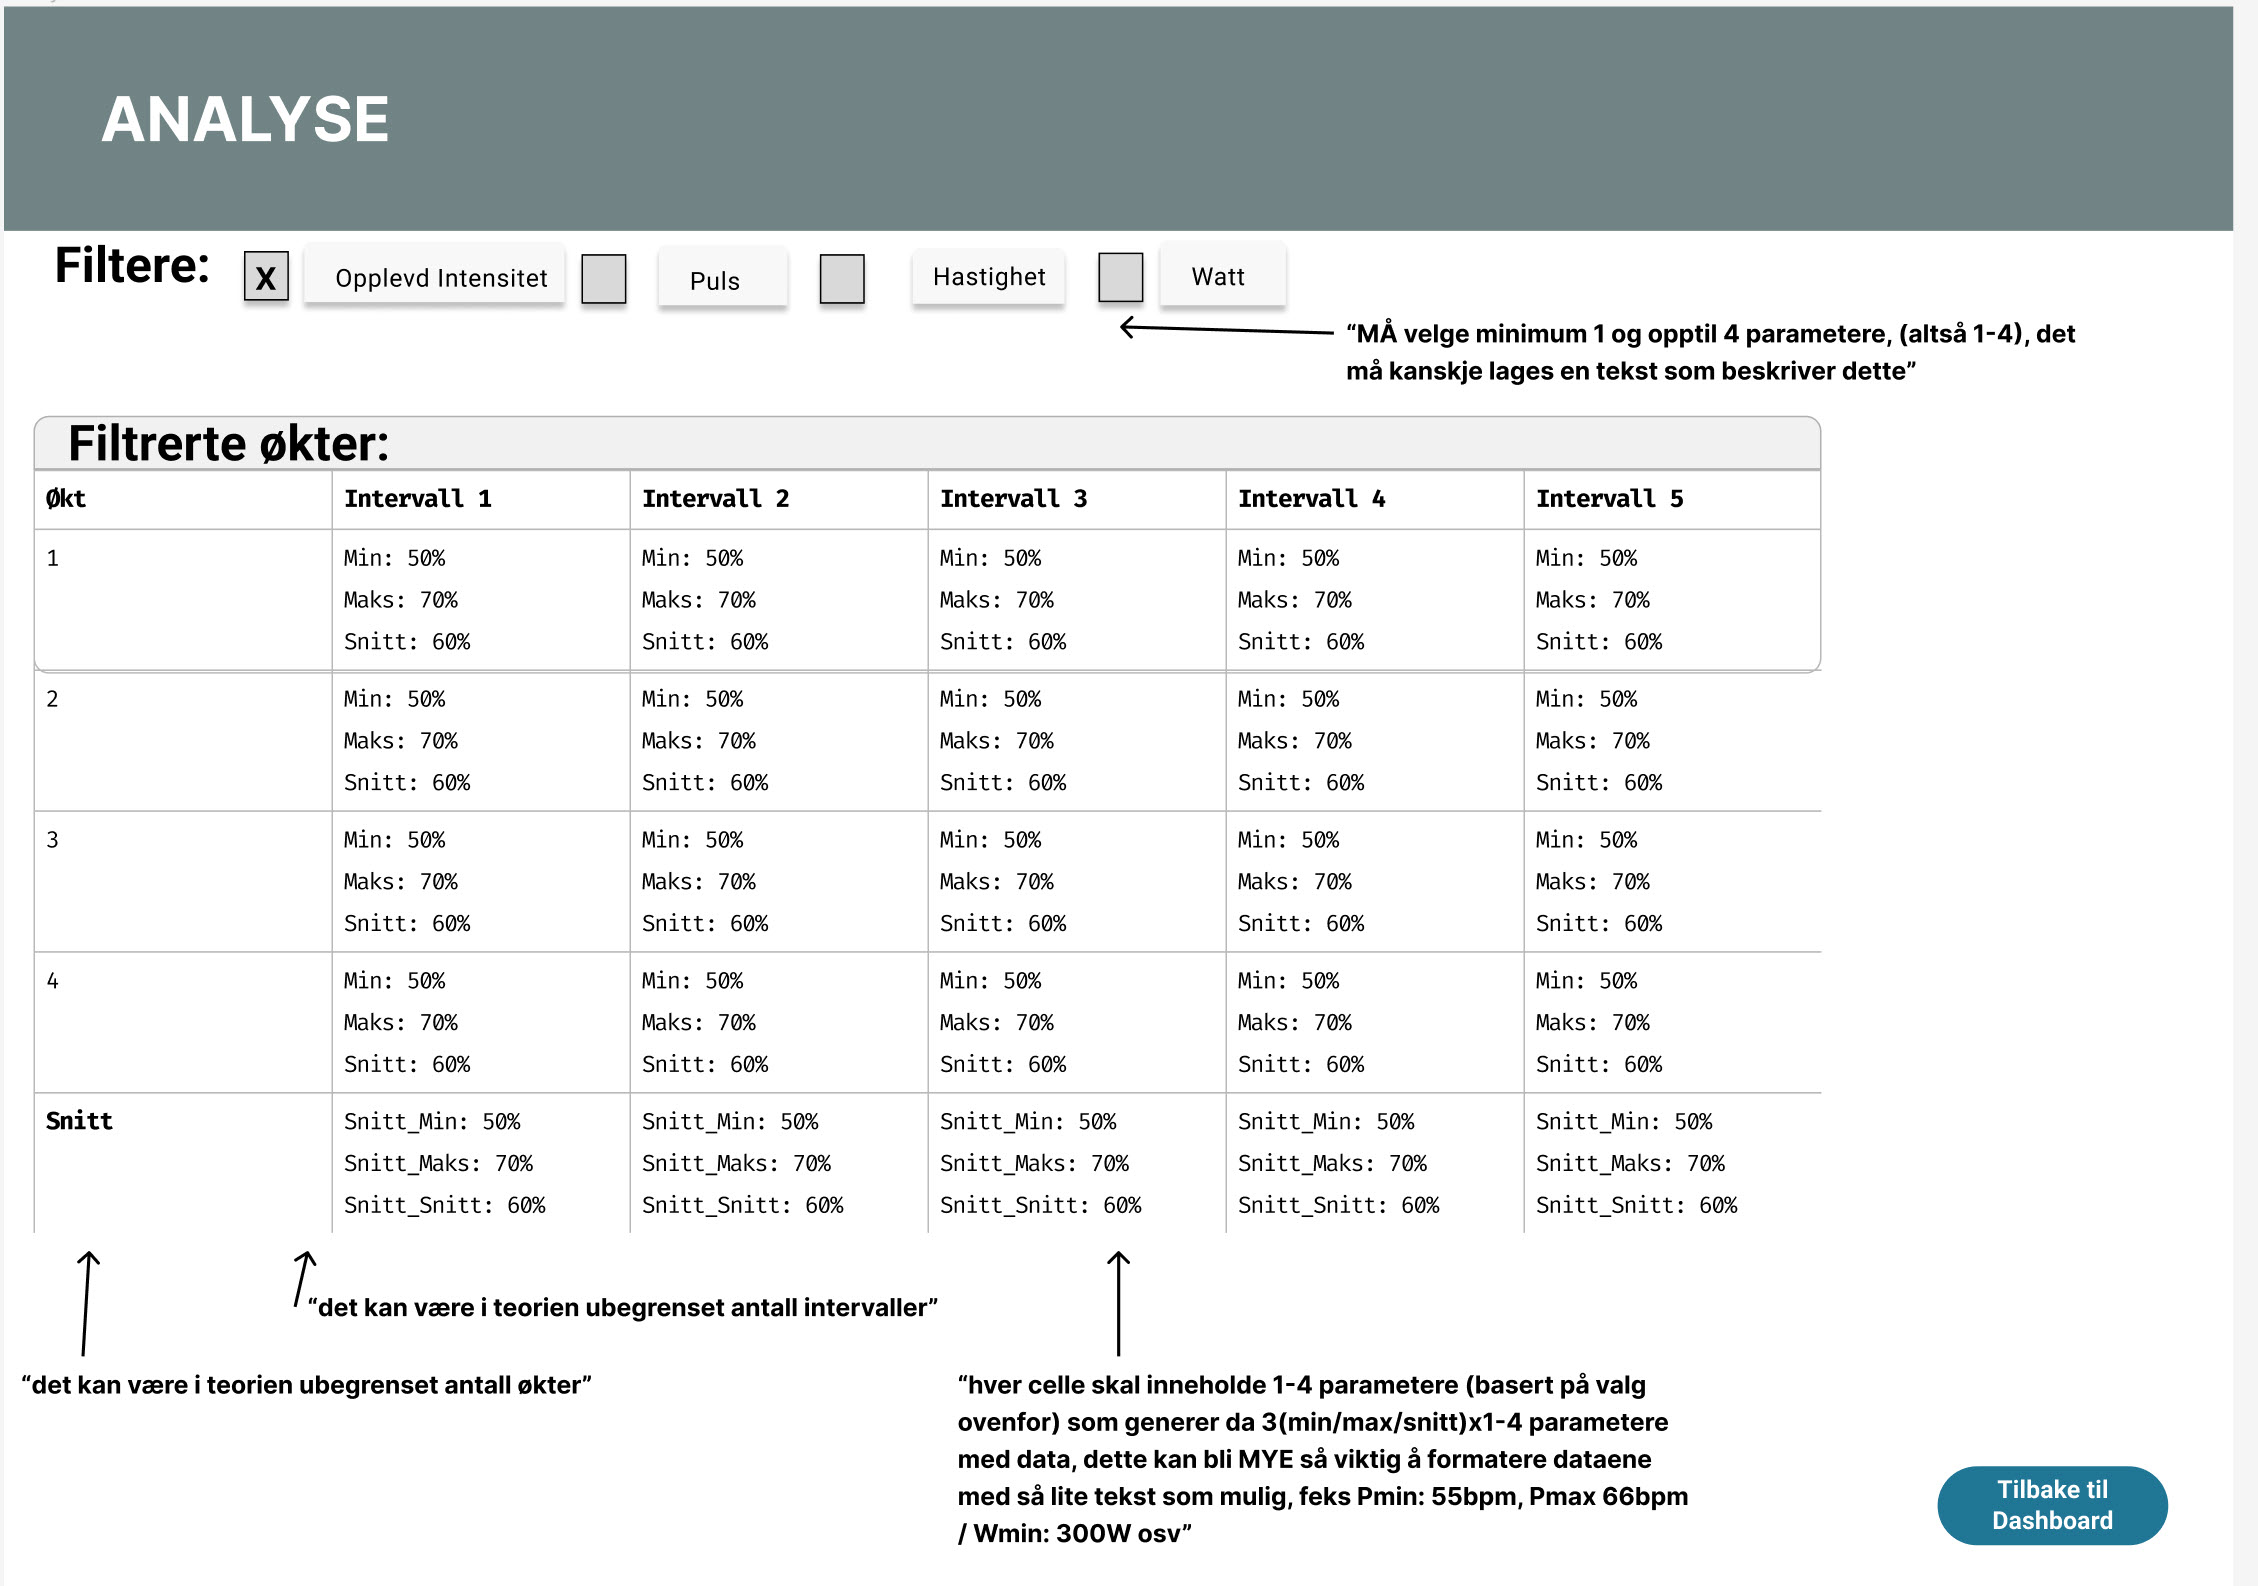 ANALYSE
Filtere: X Opplevd Intensitet Puls Hastighet Watt
“MÅ velge minimum 1 og opptil 4 parametere, (altså 1-4), det
må kanskje lages en tekst som beskriver dette”
Filtrerte økter:
Økt Intervall 1 Intervall 2 Intervall 3 Intervall 4 Intervall 5
1 Min: 50% Min: 50% Min: 50% Min: 50% Min: 50%
Maks: 70% Maks: 70% Maks: 70% Maks: 70% Maks: 70%
Snitt: 60% Snitt: 60% Snitt: 60% Snitt: 60% Snitt: 60%
2 Min: 50% Min: 50% Min: 50% Min: 50% Min: 50%
Maks: 70% Maks: 70% Maks: 70% Maks: 70% Maks: 70%
Snitt: 60% Snitt: 60% Snitt: 60% Snitt: 60% Snitt: 60%
3 Min: 50% Min: 50% Min: 50% Min: 50% Min: 50%
Maks: 70% Maks: 70% Maks: 70% Maks: 70% Maks: 70%
Snitt: 60% Snitt: 60% Snitt: 60% Snitt: 60% Snitt: 60%
4 Min: 50% Min: 50% Min: 50% Min: 50% Min: 50%
Maks: 70% Maks: 70% Maks: 70% Maks: 70% Maks: 70%
Snitt: 60% Snitt: 60% Snitt: 60% Snitt: 60% Snitt: 60%
Snitt Snitt_Min: 50% Snitt_Min: 50% Snitt_Min: 50% Snitt_Min: 50% Snitt_Min: 50%
Snitt_Maks: 70% Snitt_Maks: 70% Snitt_Maks: 70% Snitt_Maks: 70% Snitt_Maks: 70%
Snitt_Snitt: 60% Snitt_Snitt: 60% Snitt_Snitt: 60% Snitt_Snitt: 60% Snitt_Snitt: 60%
“det kan være i teorien ubegrenset antall intervaller”
“det kan være i teorien ubegrenset antall økter”
“hver celle skal inneholde 1-4 parametere (basert på valg
ovenfor) som generer da 3(min/max/snitt)x1-4 parametere
med data, dette kan bli MYE så viktig å formatere dataene
med så lite tekst som mulig, feks Pmin: 55bpm, Pmax 66bpm
/ Wmin: 300W osv”
Tilbake til
Dashboard